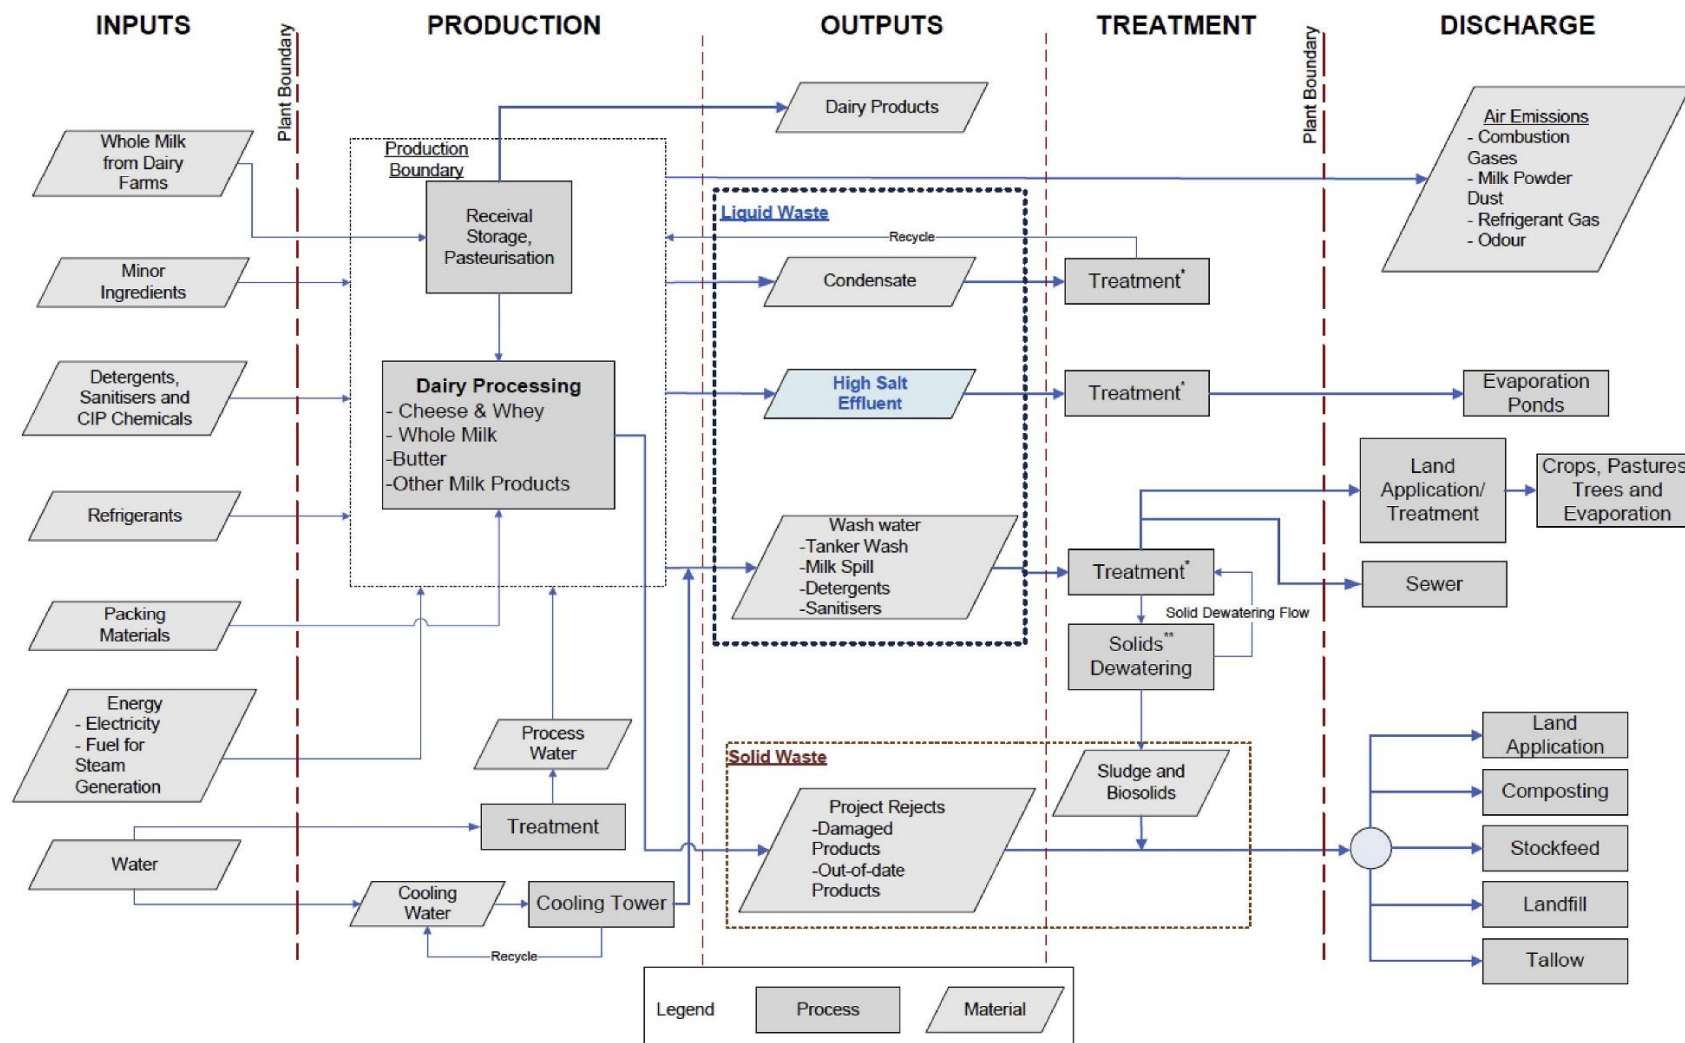 INPUTS
PRODUCTION
OUTPUTS
TREATMENT
DISCHARGE
Plant Boundary
Plant Boundary
Whole Milk
from Dairy
Farms
Minor
Ingredients
Detergents,
Sanitisers and
CIP Chemicals
Refrigerants
Packing
Materials
Energy
- Electricity
- Fuel for
Steam
Generation
Water
Production
Boundary
Receival
Storage,
Pasteurisation
Dairy Processing
- Cheese & Whey
- Whole Milk
-Butter
-Other Milk Products
Process
Water
Treatment
Cooling
Water
Cooling Tower
Recycle
Dairy Products
Liquid Waste
Recycle
Condensate
High Salt
Effluent
Wash water
-Tanker Wash
-Milk Spill
-Detergents
-Sanitisers
Solid Waste
Project Rejects
-Damaged
Products
-Out-of-date
Products
Treatment*
Treatment*
Treatment*
Solid Dewatering Flow
Solids**
Dewatering
Sludge and
Biosolids
Air Emissions
- Combustion
Gases
- Milk Powder
Dust
- Refrigerant Gas
- Odour
Evaporation
Ponds
Land
Application/
Treatment
Crops, Pastures,
Trees and
Evaporation
Sewer
Land
Application
Composting
Stockfeed
Landfill
Tallow
Legend
Process
Material